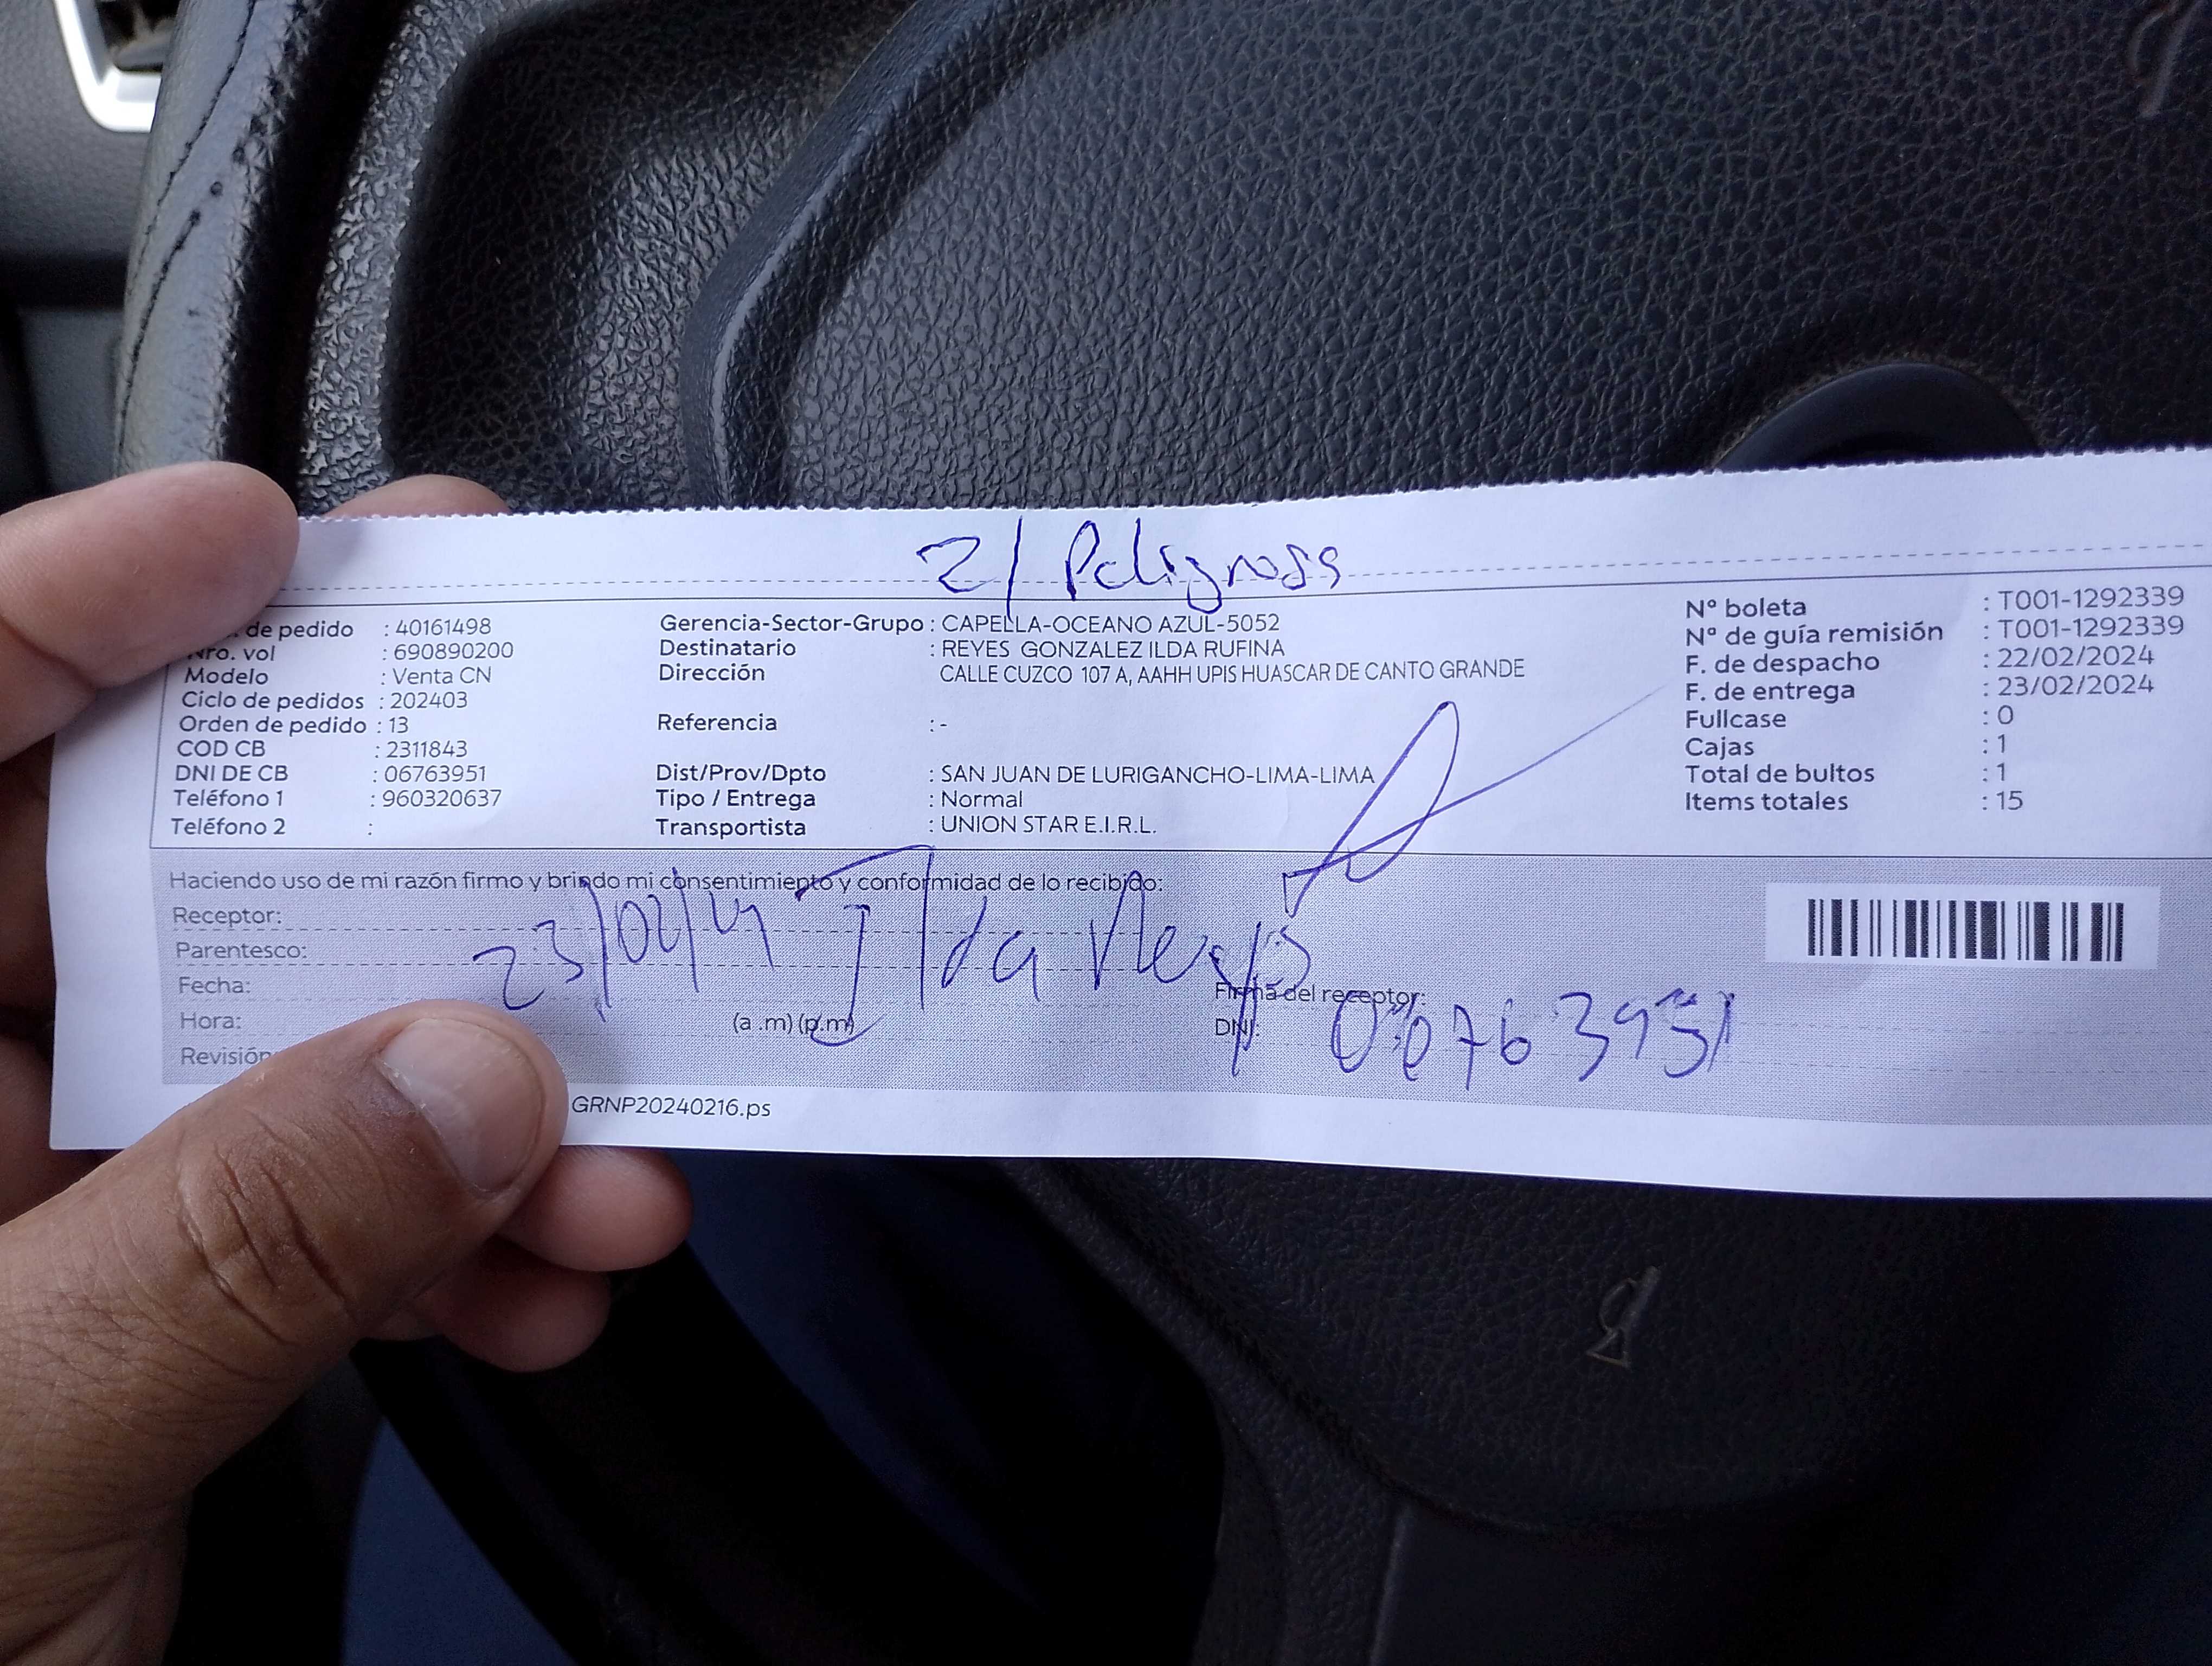 2/ Peligrosa
de pedido : 40161498
Nro. vol : 690890200
Modelo : Venta CN
Ciclo de pedidos : 202403
Orden de pedido : 13
COD CB : 2311843
DNI DE CB : 06763951
Teléfono 1 : 960320637
Teléfono 2 :
Gerencia-Sector-Grupo : CAPELLA-OCEANO AZUL-5052
Destinatario : REYES GONZALEZ ILDA RUFINA
Dirección CALLE CUZCO 107 A, AAHH UPIS HUASCAR DE CANTO GRANDE
Referencia : -
Dist/Prov/Dpto : SAN JUAN DE LURIGANCHO-LIMA-LIMA
Tipo / Entrega : Normal
Transportista : UNION STAR E.I.R.L.
N° boleta : T001-1292339
N° de guía remisión : T001-1292339
F. de despacho : 22/02/2024
F. de entrega : 23/02/2024
Fullcase : 0
Cajas : 1
Total de bultos : 1
Items totales : 15
Haciendo uso de mi razón firmo y brindo mi consentimiento y conformidad de lo recibido:
Receptor:
Parentesco:
Fecha: 23/02/24 Ilda Reyes
Hora: (a .m) (p.m)
Revisión
Firma del receptor:
DNI: 06763951
GRNP20240216.ps